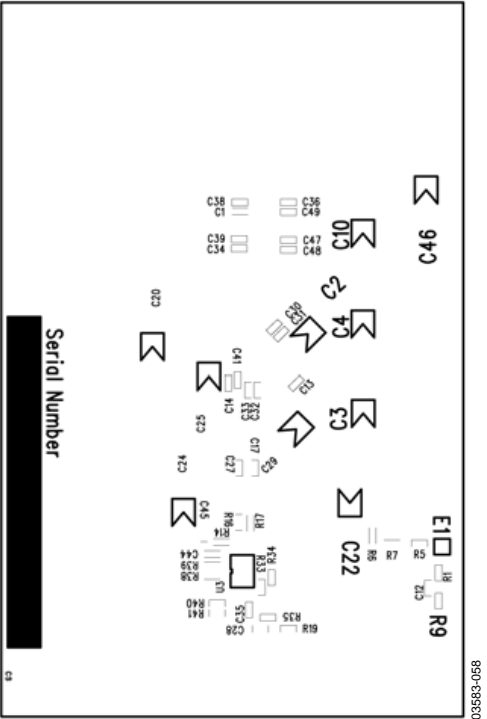 C38
C1
C36
C49
C10
C46
C39
C34
C47
C48
C2
C20
C30
C31
C4
Serial Number
C41
C13
C14
C33
C32
C3
C25
C17
C24
C27
C29
C45
R16
R17
E1
R14
C44
R39
R38
U3
R33
R34
C22
R6
R7
R5
R1
C12
R40
R41
C35
R35
R9
C28
R19
C9
03583-058